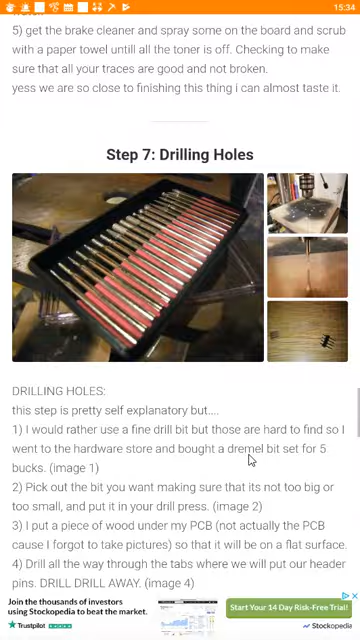 15:34
5) get the brake cleaner and spray some on the board and scrub
with a paper towel untill all the toner is off. Checking to make
sure that all your traces are good and not broken.
yess we are so close to finishing this thing i can almost taste it.
Step 7: Drilling Holes
DRILLING HOLES:
this step is pretty self explanatory but....
1) I would rather use a fine drill bit but those are hard to find so I
went to the hardware store and bought a dremel bit set for 5
bucks. (image 1)
2) Pick out the bit you want making sure that its not too big or
too small, and put it in your drill press. (image 2)
3) I put a piece of wood under my PCB (not actually the PCB
cause I forgot to take pictures) so that it will be on a flat surface.
4) Drill all the way through the tabs where we will put our header
pins. DRILL DRILL AWAY. (image 4)
Join the thousands of investors
using Stockopedia to beat the market.
Trustpilot
Start Your 14 Day Risk-Free Trial!
Stockopedia